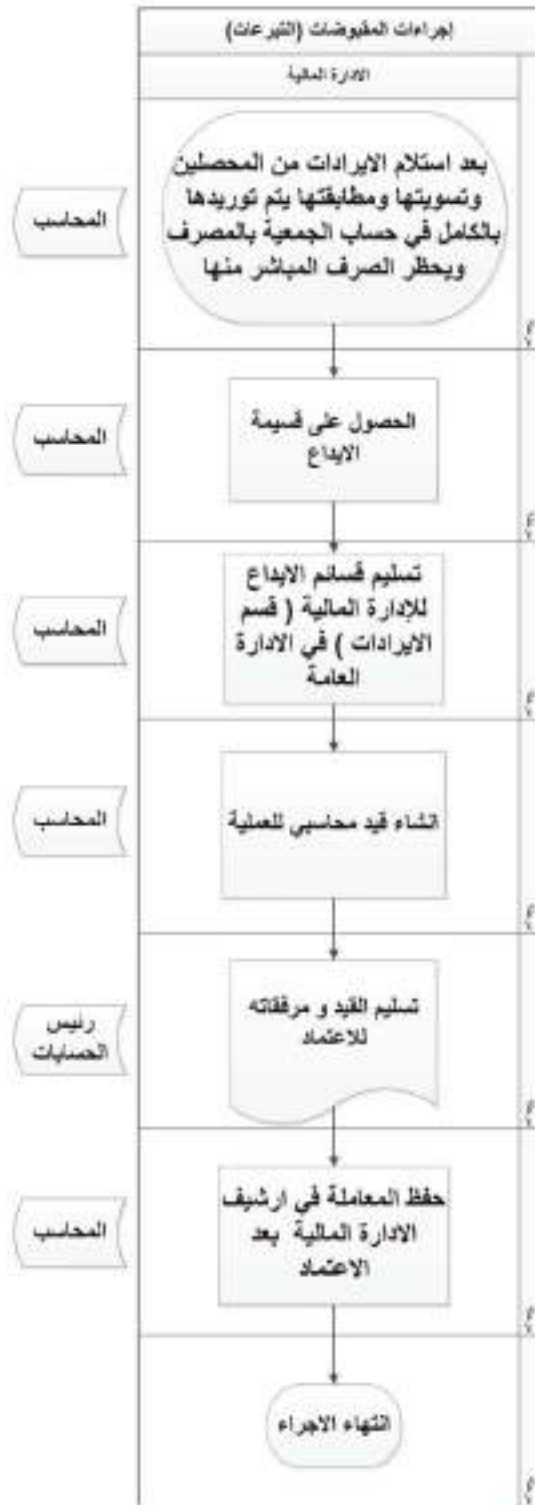 إجراءات المقبوضات (التبرعات)
الادارة المالية
بعد استلام الايرادات من المحصلين
وتسويتها ومطابقتها يتم توريدها
بالكامل في حساب الجمعية بالمصرف
ويحظر الصرف المباشر منها
المحاسب
الحصول على قسيمة
الايداع
المحاسب
تسليم قسائم الايداع
للإدارة المالية ( قسم
الايرادات ) في الادارة
العامة
المحاسب
انشاء قيد محاسبي للعملية
المحاسب
تسليم القيد و مرفقاته
للاعتماد
رئيس
الحسابات
حفظ المعاملة في ارشيف
الادارة المالية بعد
الاعتماد
المحاسب
انتهاء الاجراء